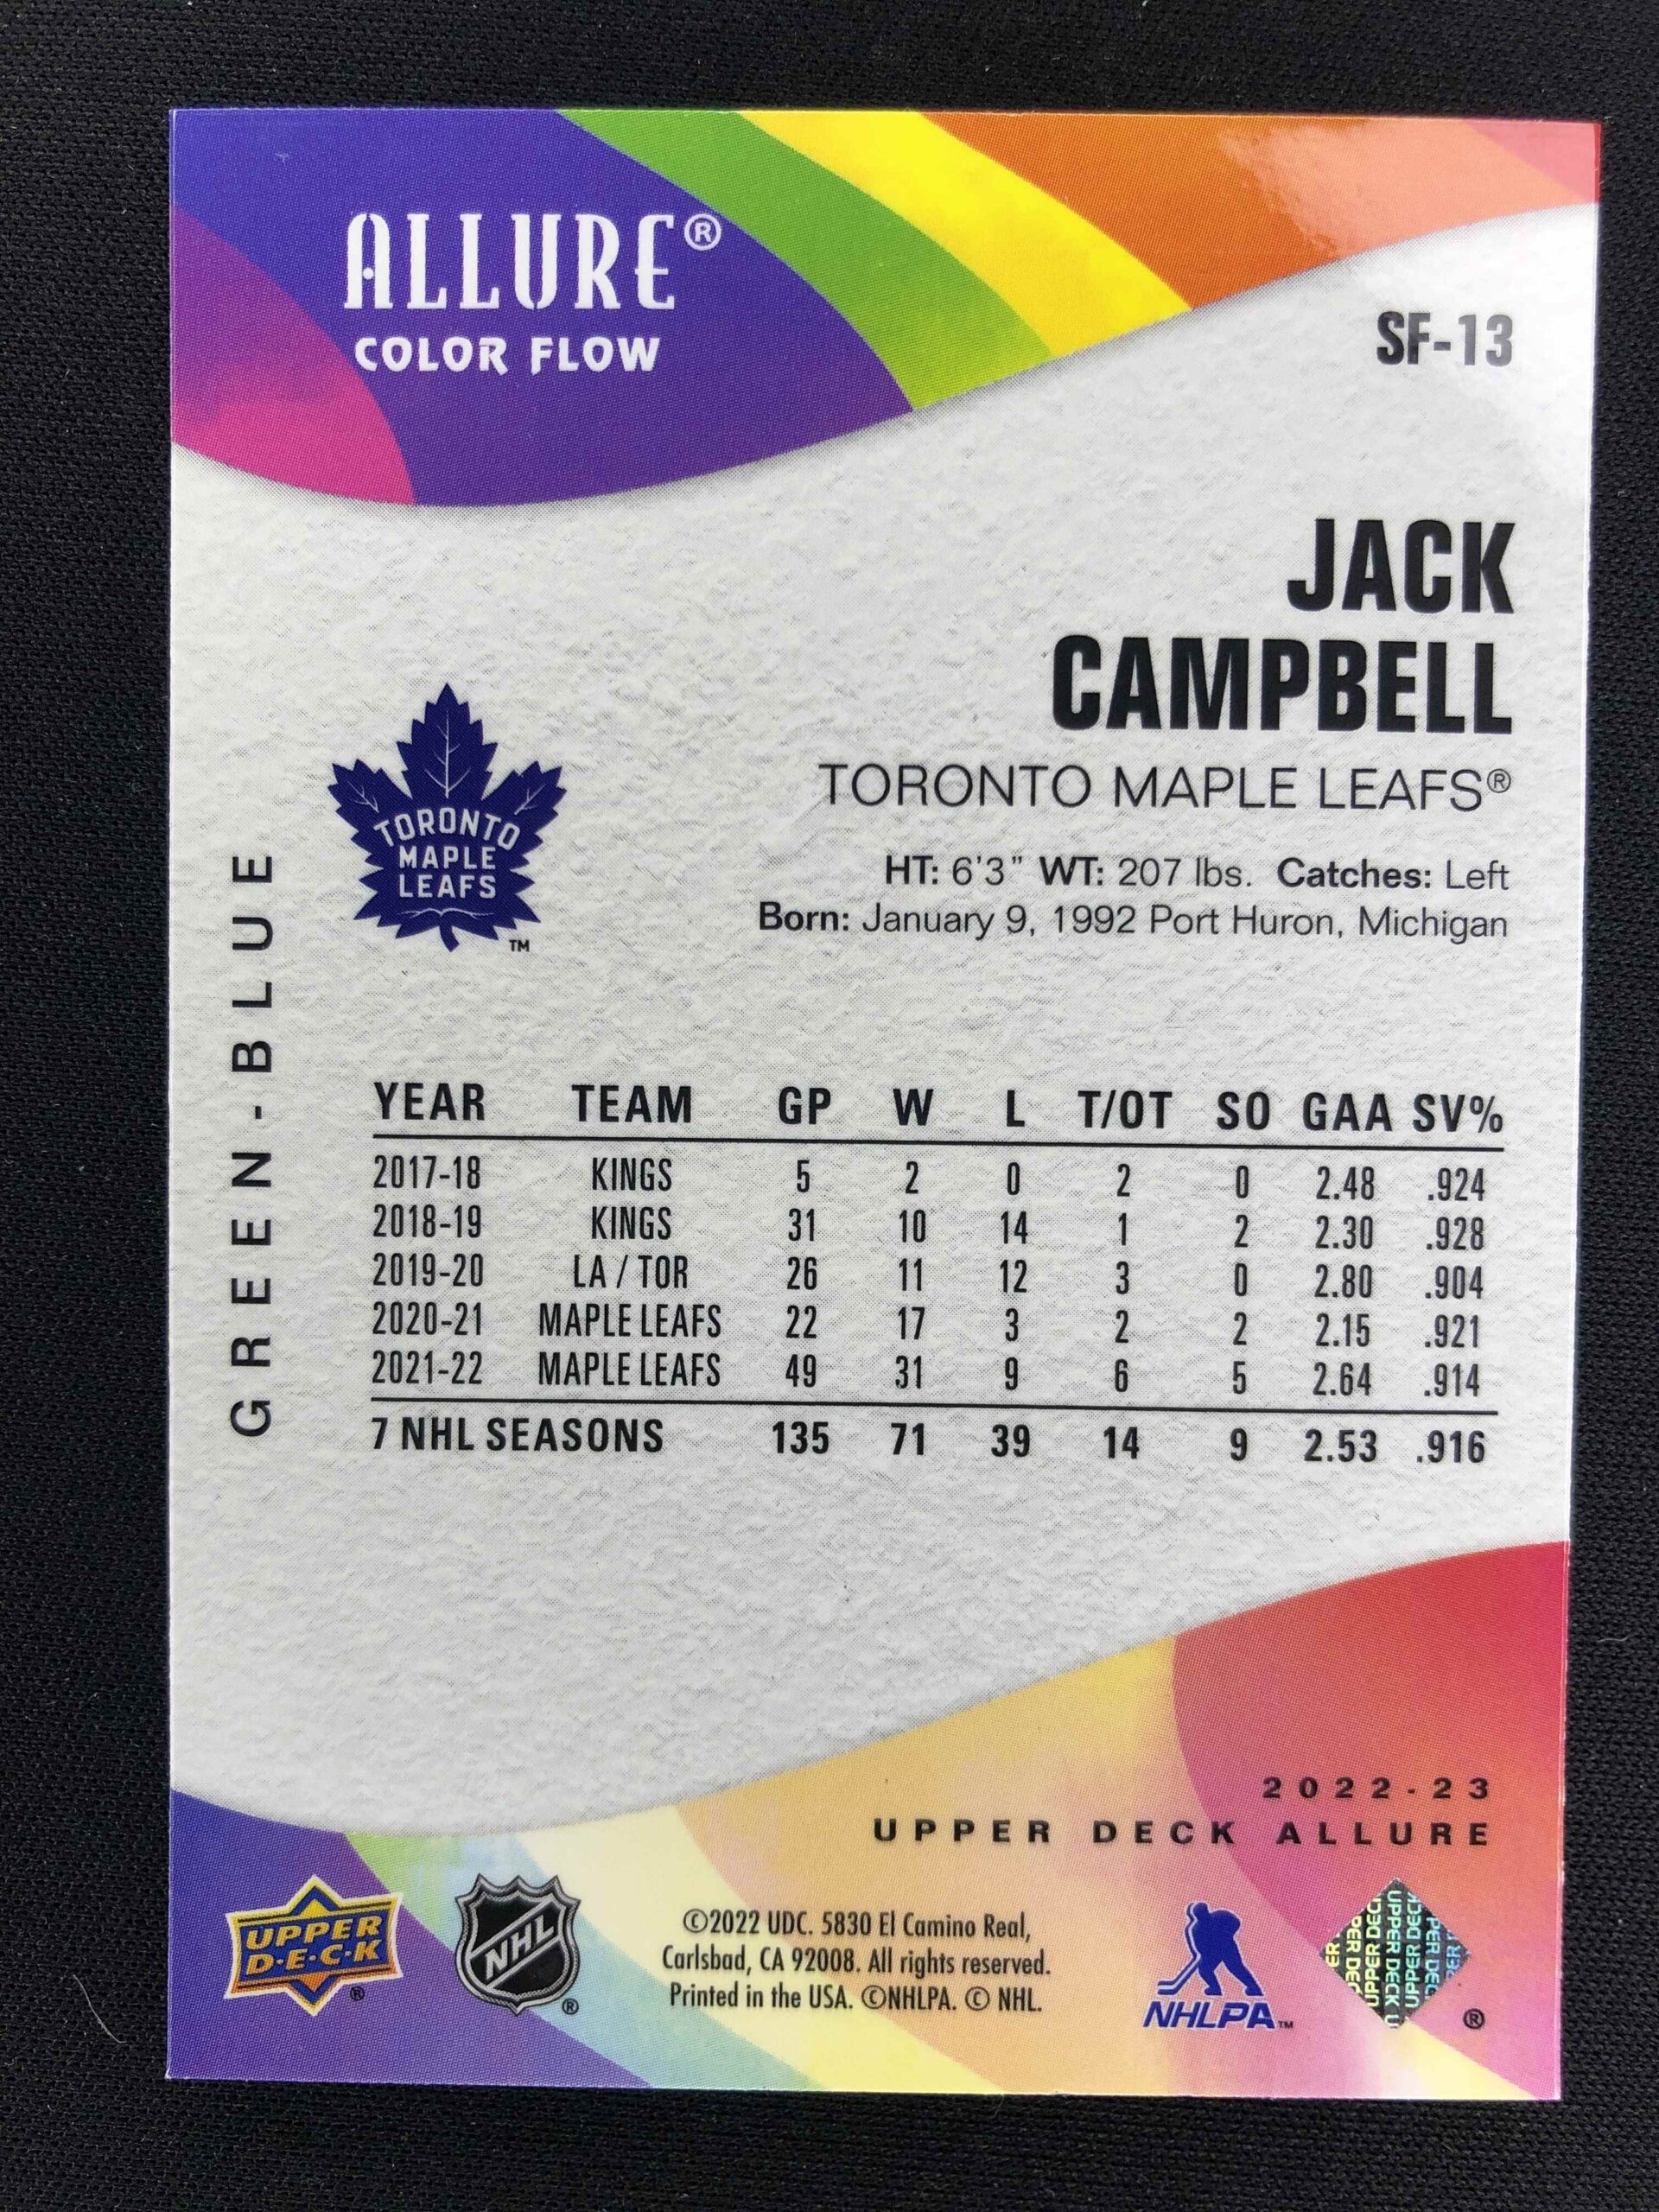 ALLURE®
COLOR FLOW
SF-13
JACK
CAMPBELL
TORONTO MAPLE LEAFS®
HT: 6'3" WT: 207 lbs. Catches: Left
Born: January 9, 1992 Port Huron, Michigan
TORONTO
MAPLE
LEAFS
TM
GREEN-BLUE
YEAR TEAM GP W L T/OT SO GAA SV%
2017-18 KINGS 5 2 0 2 0 2.48 .924
2018-19 KINGS 31 10 14 1 2 2.30 .928
2019-20 LA / TOR 26 11 12 3 0 2.80 .904
2020-21 MAPLE LEAFS 22 17 3 2 2 2.15 .921
2021-22 MAPLE LEAFS 49 31 9 6 5 2.64 .914
7 NHL SEASONS 135 71 39 14 9 2.53 .916
2022-23
UPPER DECK ALLURE
UPPER
D·E·C·K
®
NHL
®
©2022 UDC. 5830 El Camino Real,
Carlsbad, CA 92008. All rights reserved.
Printed in the USA. ©NHLPA. © NHL.
NHLPA™
UPPER DECK
®